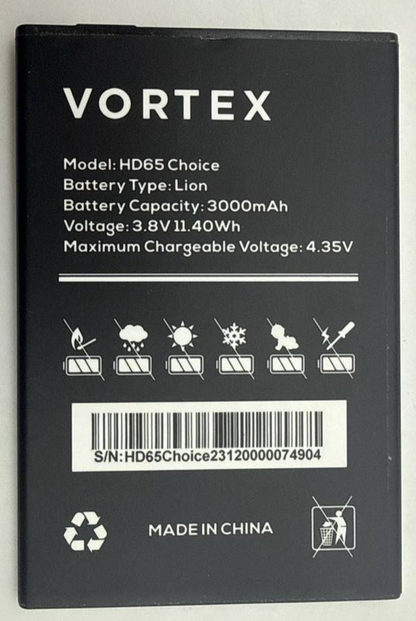 VORTEX
Model: HD65 Choice
Battery Type: Lion
Battery Capacity: 3000mAh
Voltage: 3.8V 11.40Wh
Maximum Chargeable Voltage: 4.35V
S/N:HD65Choice23120000074904
MADE IN CHINA